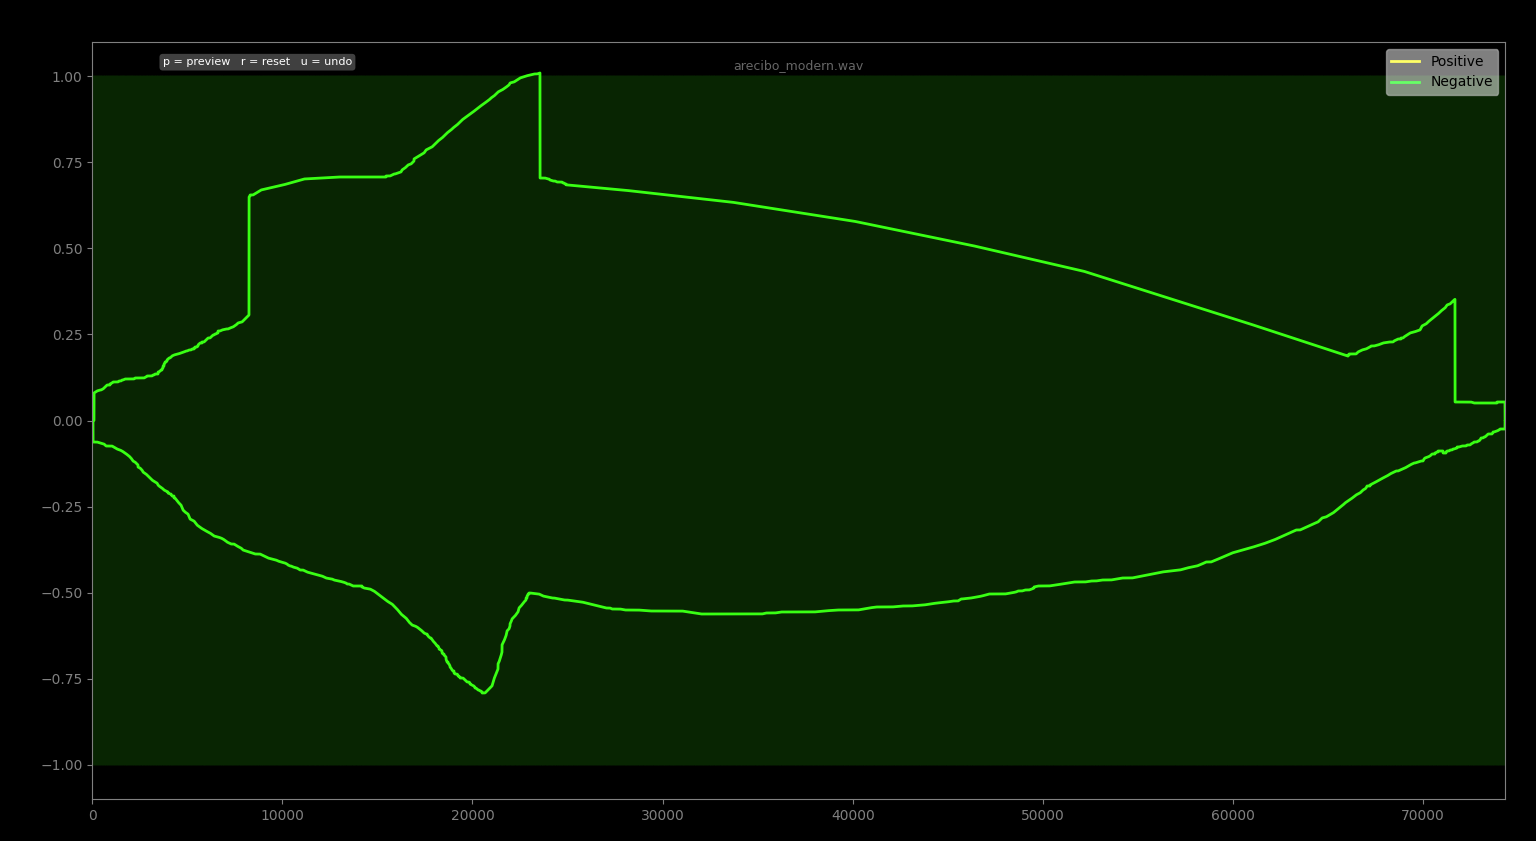 p = preview   r = reset   u = undo
arecibo_modern.wav
Positive
Negative
1.00
0.75
0.50
0.25
0.00
−0.25
−0.50
−0.75
−1.00
0 10000 20000 30000 40000 50000 60000 70000